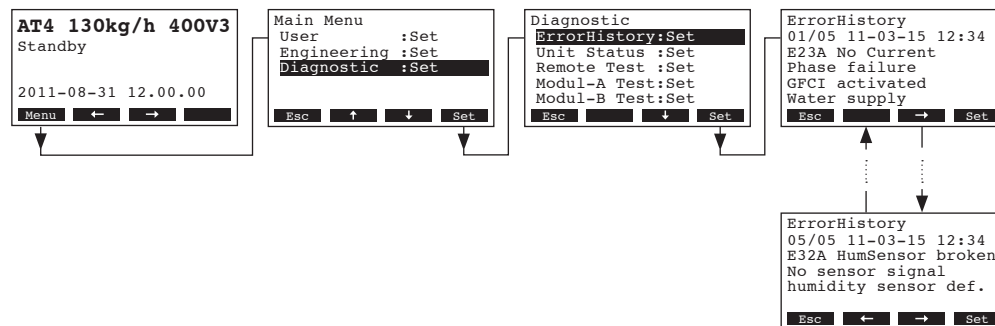 AT4 130kg/h 400V3
Standby
2011-08-31 12.00.00
Menu ← →
Main Menu
User :Set
Engineering :Set
Diagnostic :Set
Esc ↑ ↓ Set
Diagnostic
ErrorHistory:Set
Unit Status :Set
Remote Test :Set
Modul-A Test:Set
Modul-B Test:Set
Esc ↓ Set
ErrorHistory
01/05 11-03-15 12:34
E23A No Current
Phase failure
GFCI activated
Water supply
Esc → Set
ErrorHistory
05/05 11-03-15 12:34
E32A HumSensor broken
No sensor signal
humidity sensor def.
Esc ← → Set